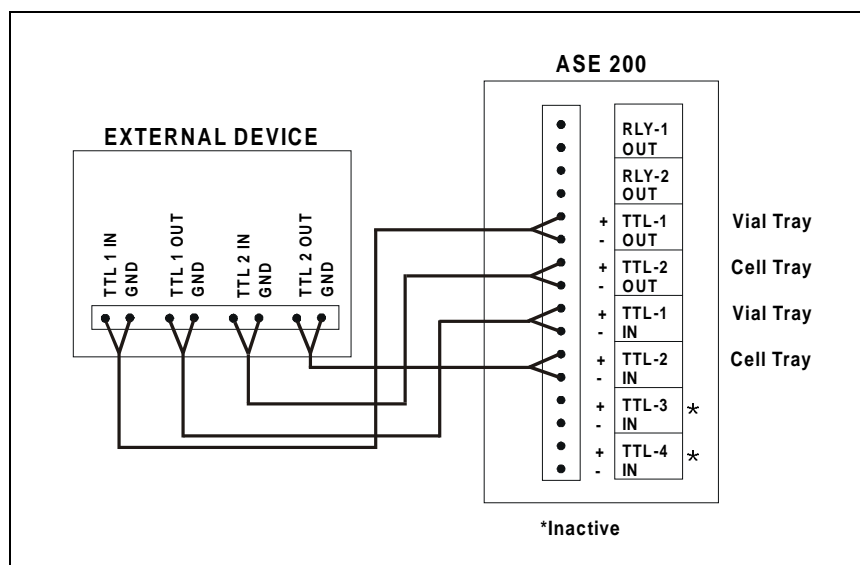 ASE 200
EXTERNAL DEVICE
TTL 1 IN
GND
TTL 1 OUT
GND
TTL 2 IN
GND
TTL 2 OUT
GND
RLY-1
OUT
RLY-2
OUT
+ TTL-1 Vial Tray
- OUT
+ TTL-2 Cell Tray
- OUT
+ TTL-1 Vial Tray
- IN
+ TTL-2 Cell Tray
- IN
+ TTL-3 *
- IN
+ TTL-4 *
- IN
*Inactive